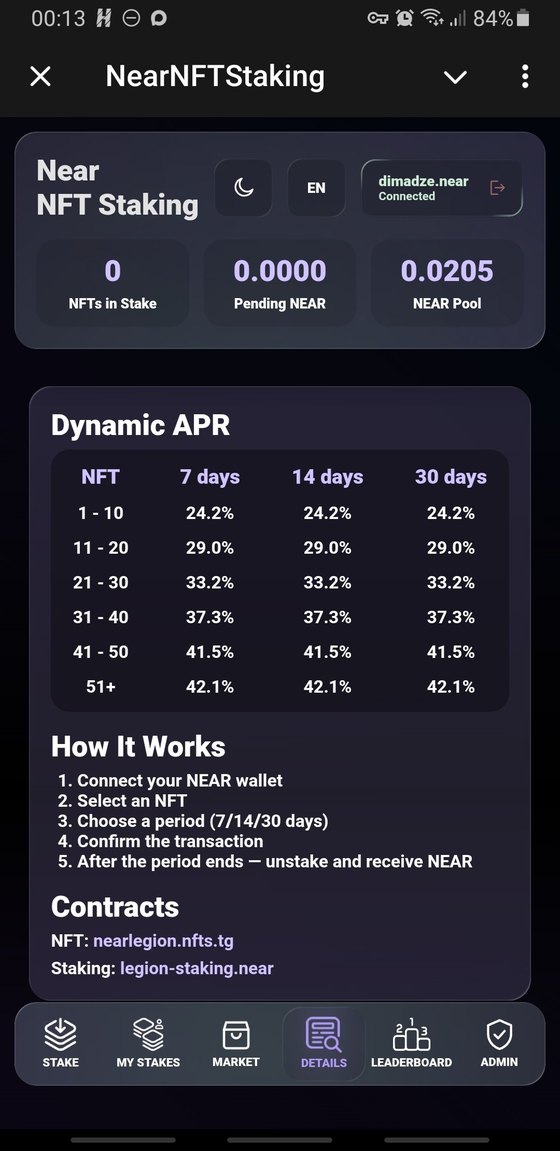 00:13 84%
NearNFTStaking
Near
NFT Staking
EN
dimadze.near
Connected
0 0.0000 0.0205
NFTs in Stake Pending NEAR NEAR Pool
Dynamic APR
NFT 7 days 14 days 30 days
1 - 10 24.2% 24.2% 24.2%
11 - 20 29.0% 29.0% 29.0%
21 - 30 33.2% 33.2% 33.2%
31 - 40 37.3% 37.3% 37.3%
41 - 50 41.5% 41.5% 41.5%
51+ 42.1% 42.1% 42.1%
How It Works
1. Connect your NEAR wallet
2. Select an NFT
3. Choose a period (7/14/30 days)
4. Confirm the transaction
5. After the period ends — unstake and receive NEAR
Contracts
NFT: nearlegion.nfts.tg
Staking: legion-staking.near
2 1 3
STAKE MY STAKES MARKET DETAILS LEADERBOARD ADMIN